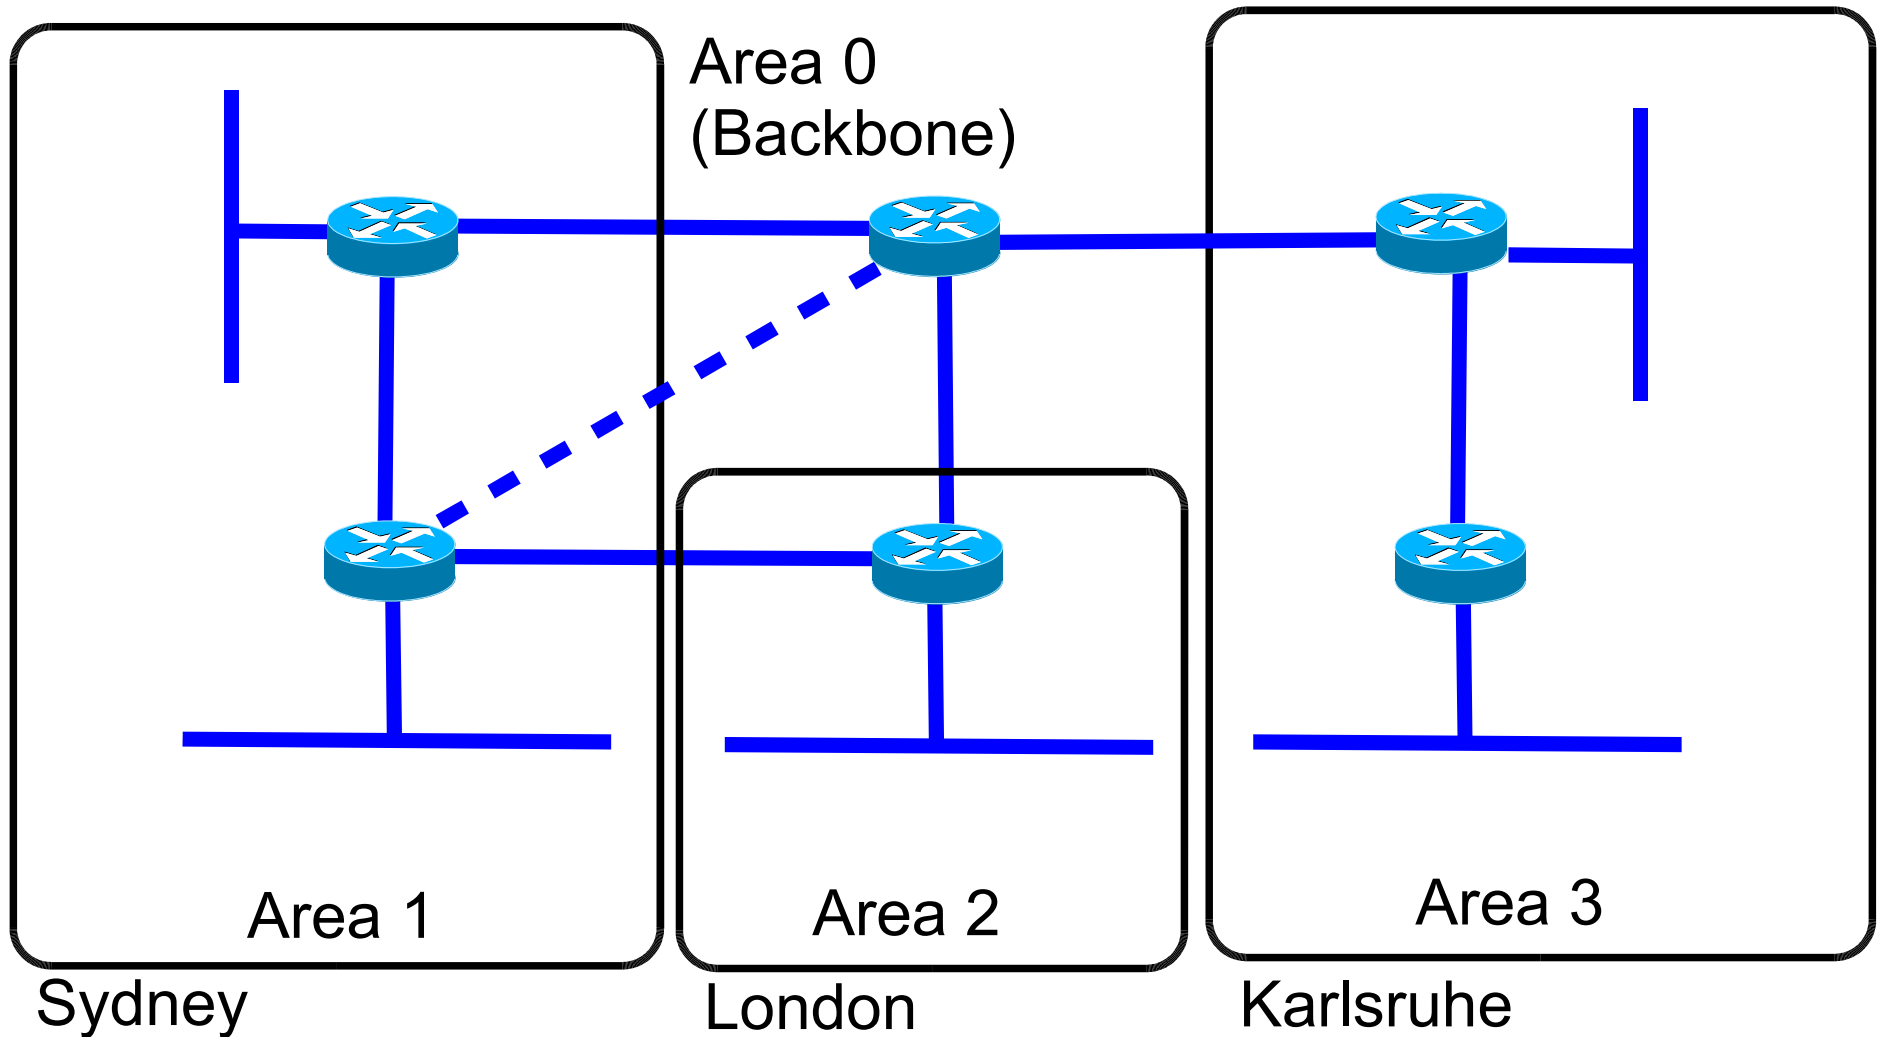 Area 0
(Backbone)
Area 1
Area 2
Area 3
Sydney
London
Karlsruhe